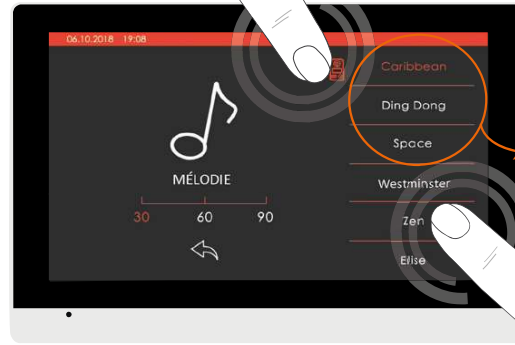 06.10.2018 19:08
Caribbean
Ding Dong
Space
MÉLODIE
Westminster
30 60 90
Zen
Elise